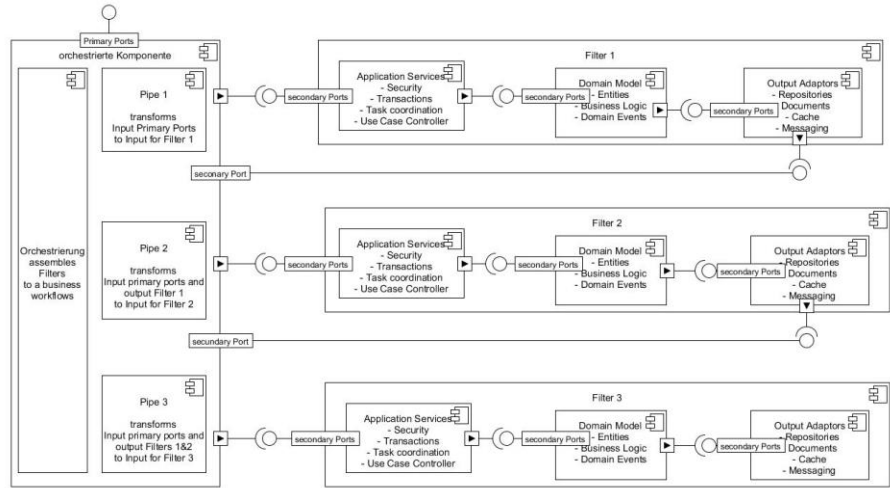 Primary Ports
orchestrierte Komponente
Orchestrierung
assembles
Filters
to a business
workflows
Pipe 1
transforms
Input Primary Ports
to Input for Filter 1
Filter 1
secondary Ports
Application Services
- Security
- Transactions
- Task coordination
- Use Case Controller
secondary Ports
Domain Model
- Entities
- Business Logic
- Domain Events
secondary Ports
Output Adaptors
- Repositories
Documents
- Cache
- Messaging
seconary Port
Pipe 2
transforms
Input primary ports and
output Filter 1
to Input for Filter 2
Filter 2
secondary Ports
Application Services
- Security
- Transactions
- Task coordination
- Use Case Controller
secondary Ports
Domain Model
- Entities
- Business Logic
- Domain Events
secondary Ports
Output Adaptors
- Repositories
Documents
- Cache
- Messaging
secundary Port
Pipe 3
transforms
Input primary ports and
output Filters 1&2
to Input for Filter 3
Filter 3
secondary Ports
Application Services
- Security
- Transactions
- Task coordination
- Use Case Controller
secondary Ports
Domain Model
- Entities
- Business Logic
- Domain Events
secondary Ports
Output Adaptors
- Repositories
Documents
- Cache
- Messaging